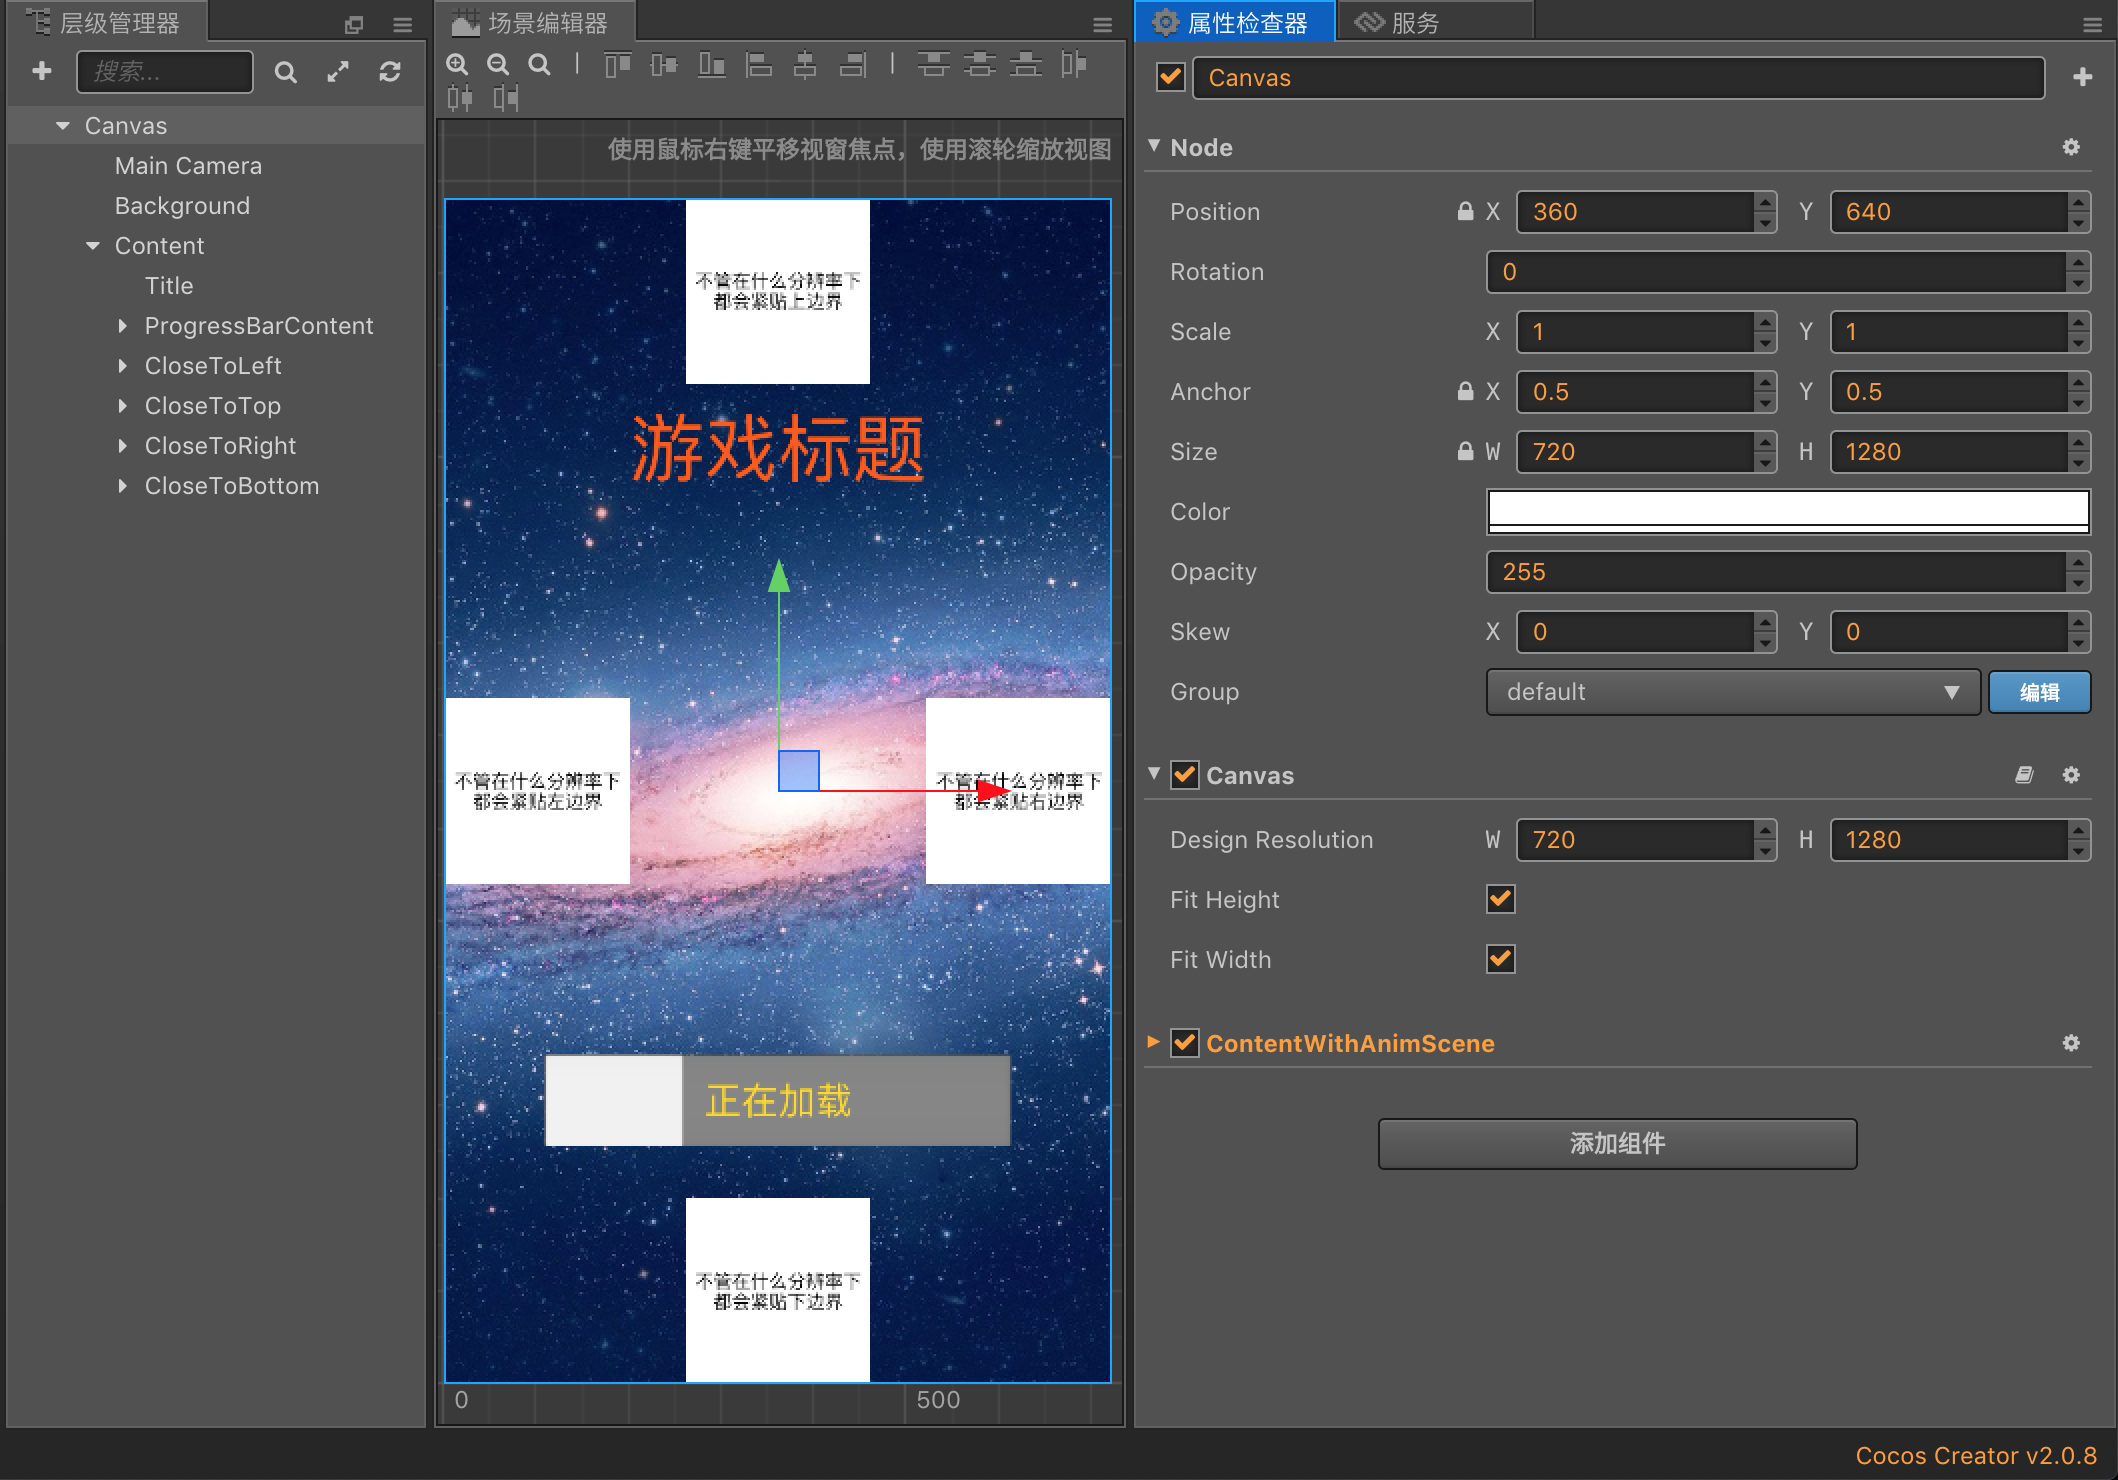 层级管理器
搜索...
Canvas
Main Camera
Background
Content
Title
ProgressBarContent
CloseToLeft
CloseToTop
CloseToRight
CloseToBottom
场景编辑器
使用鼠标右键平移视窗焦点，使用滚轮缩放视图
不管在什么分辨率下
都会紧贴上边界
游戏标题
不管在什么分辨率下
都会紧贴左边界
不管在什么分辨率下
都会紧贴右边界
正在加载
不管在什么分辨率下
都会紧贴下边界
0 500
属性检查器 服务
Canvas
Node
Position X 360 Y 640
Rotation 0
Scale X 1 Y 1
Anchor X 0.5 Y 0.5
Size W 720 H 1280
Color
Opacity 255
Skew X 0 Y 0
Group default 编辑
Canvas
Design Resolution W 720 H 1280
Fit Height
Fit Width
ContentWithAnimScene
添加组件
Cocos Creator v2.0.8